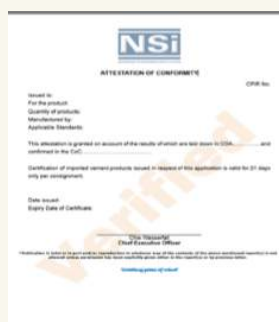 NSi
ATTESTATION OF CONFORMITY
CPIR No:
Issued to:
For the product:
Quantity of products:
Manufactured by:
Applicable Standards:
This attestation is granted on account of the results of which are laid down in COA............ and
confirmed in the CoC
Certification of imported cement products issued in respect of this application is valid for 21 days
only per consignment.
Date issued:
Expiry Date of Certificate:
Chief Executive Officer
Verified